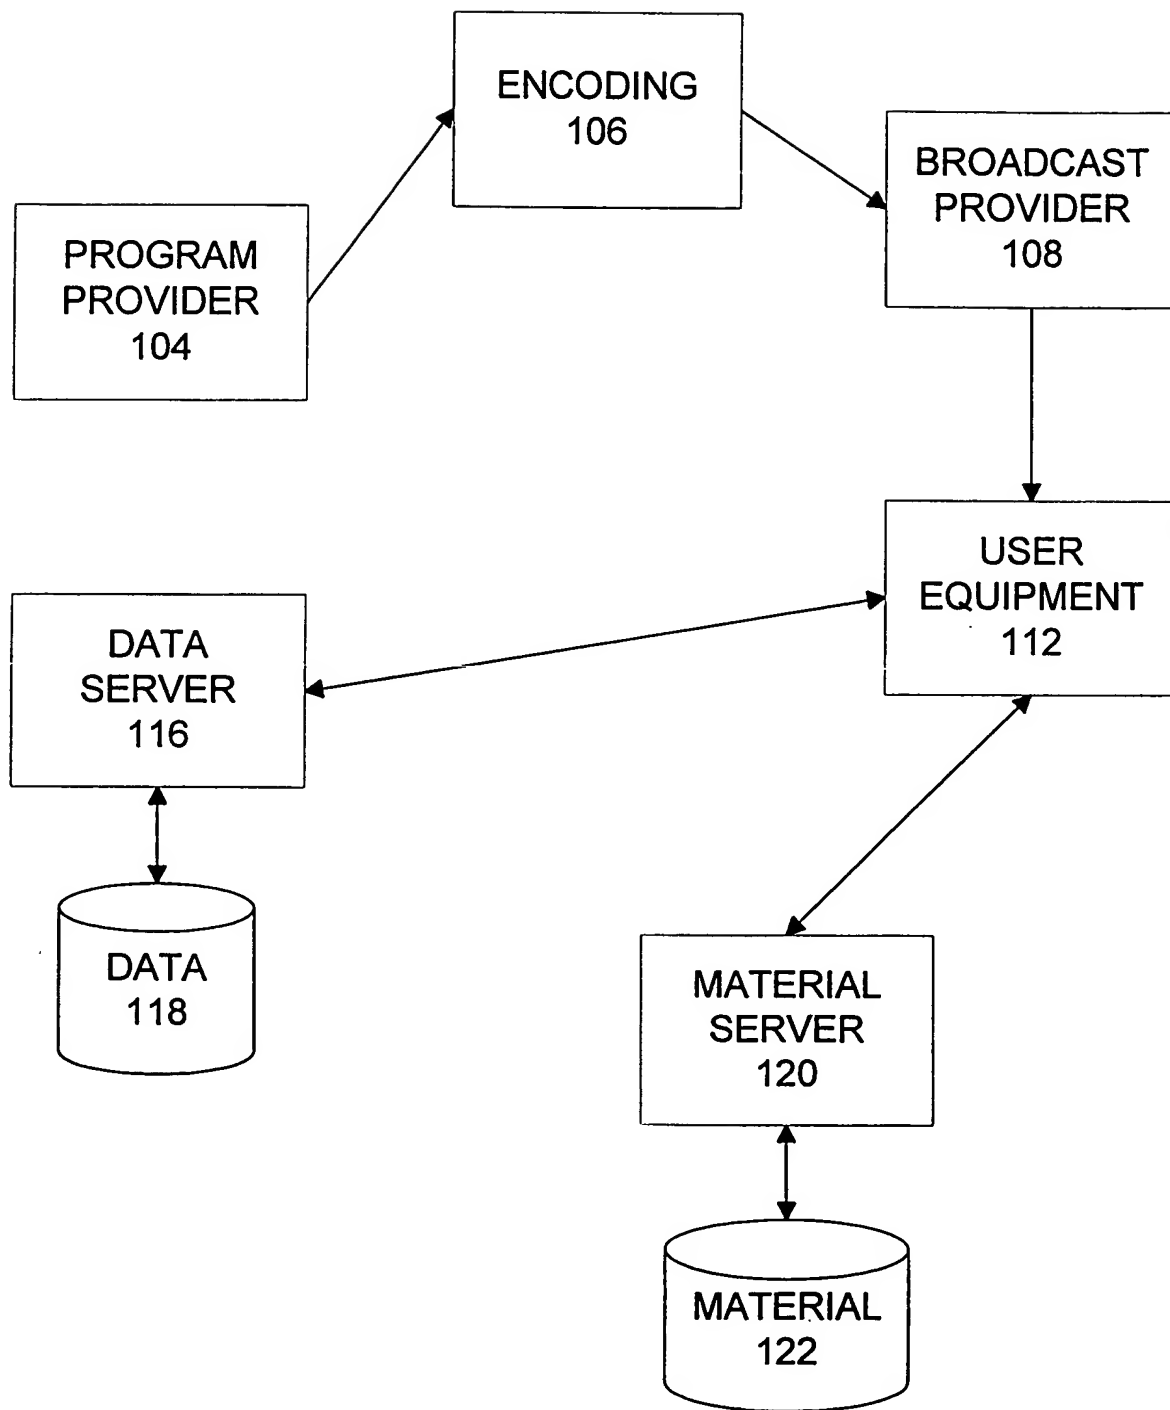 ENCODING
106
BROADCAST
PROVIDER
108
PROGRAM
PROVIDER
104
USER
EQUIPMENT
112
DATA
SERVER
116
DATA
118
MATERIAL
SERVER
120
MATERIAL
122